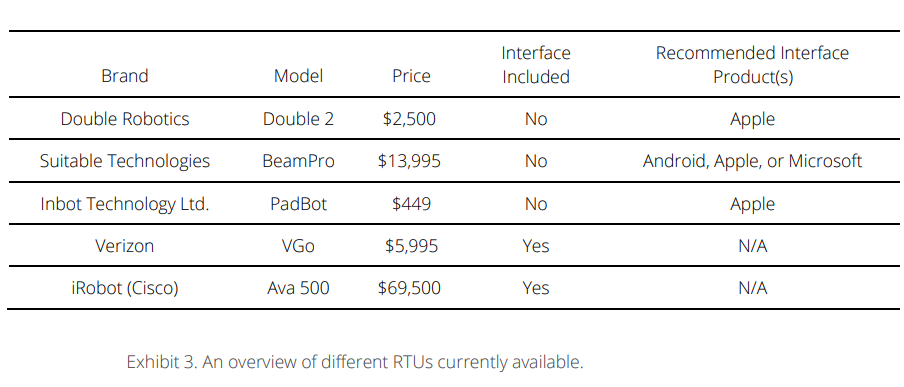 Brand Model Price Interface Included Interface Recommended Product(s)
Double Robotics Double 2 $2,500 No Apple
Suitable Technologies BeamPro $13,995 No Android, Apple, or Microsoft
Inbot Technology Ltd. PadBot $449 No Apple
Verizon VGo $5,995 Yes N/A
iRobot (Cisco) Ava 500 $69,500 Yes N/A
Exhibit 3. An overview of different RTUs currently available.